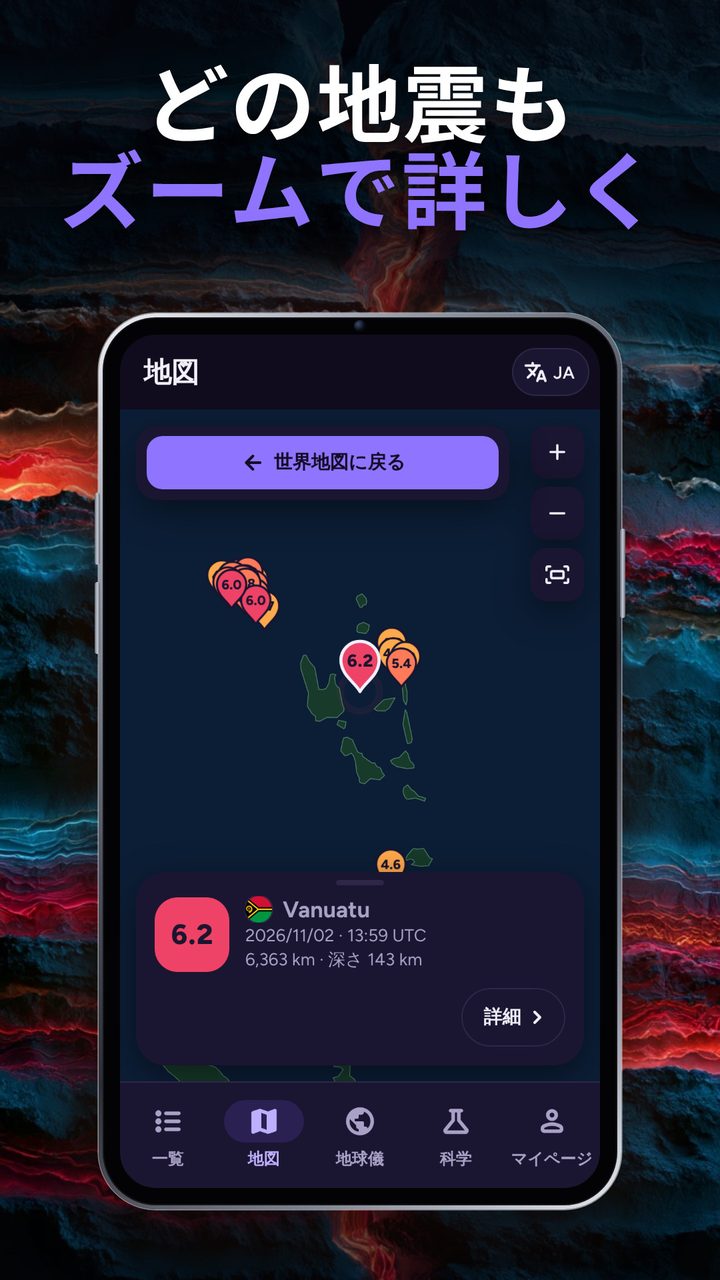 どの地震も
ズームで詳しく
地図
JA
← 世界地図に戻る
6.0
6.0
6.2
5.4
4.6
6.2
Vanuatu
2026/11/02 · 13:59 UTC
6,363 km · 深さ 143 km
詳細
一覧
地図
地球儀
科学
マイページ